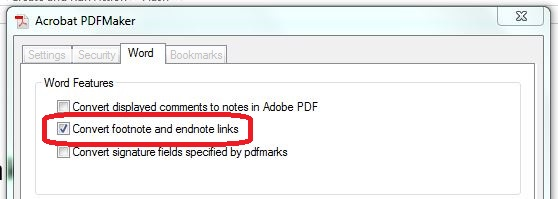 Acrobat PDFMaker
Settings Security Word Bookmarks
Word Features
Convert displayed comments to notes in Adobe PDF
Convert footnote and endnote links
Convert signature fields specified by pdfmarks